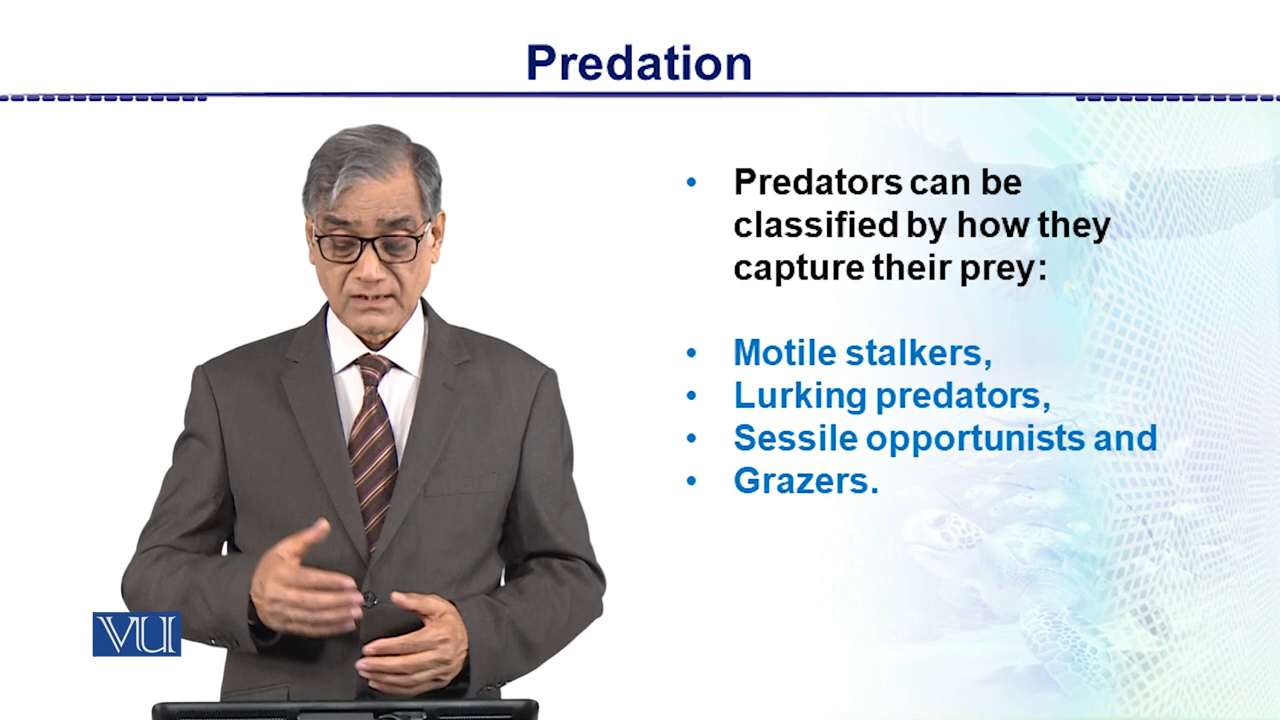 Predation
• Predators can be
classified by how they
capture their prey:
• Motile stalkers,
• Lurking predators,
• Sessile opportunists and
• Grazers.
VU